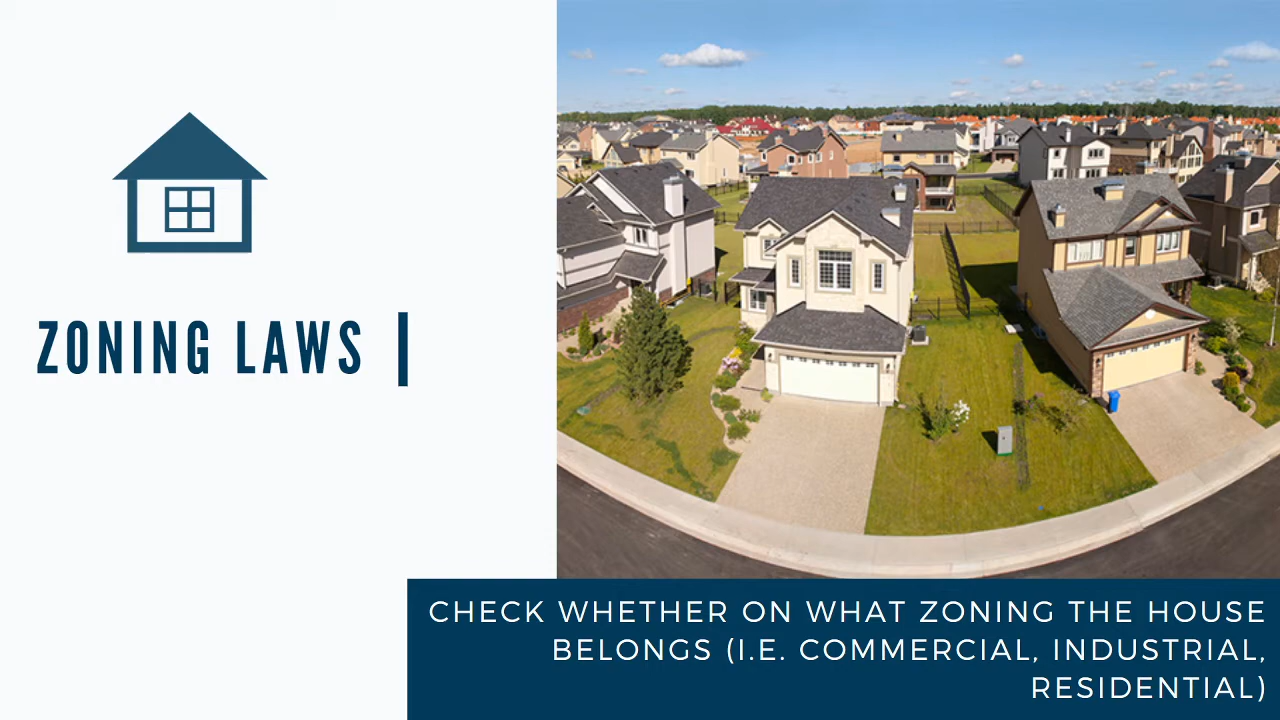 ZONING LAWS |
CHECK WHETHER ON WHAT ZONING THE HOUSE
BELONGS (I.E. COMMERCIAL, INDUSTRIAL,
RESIDENTIAL)